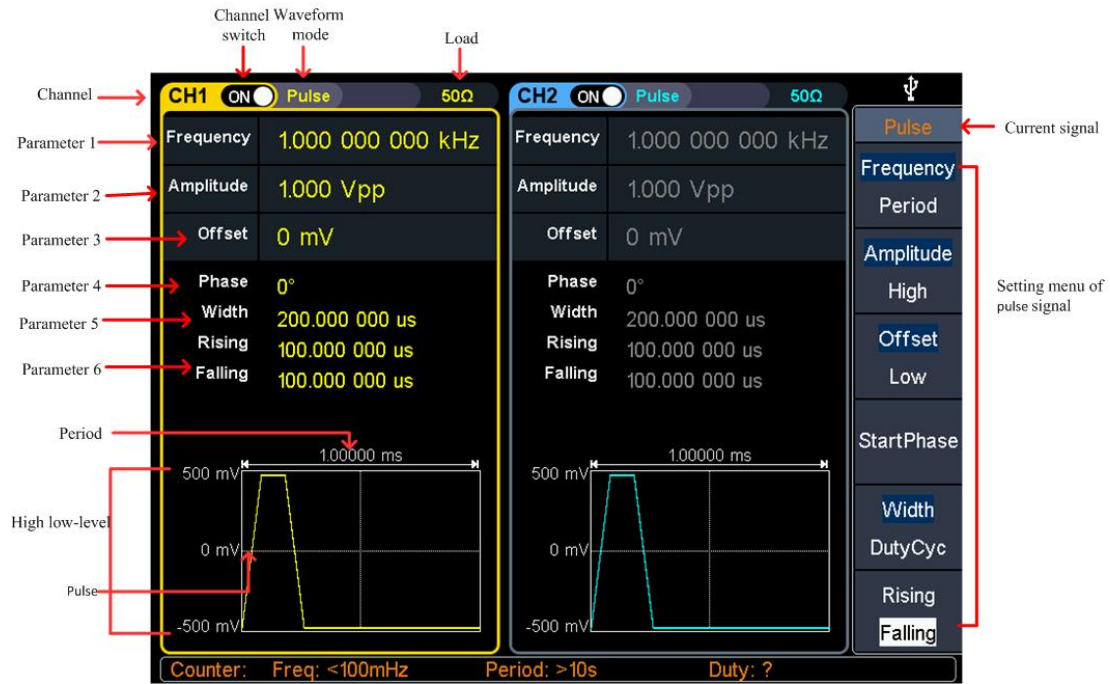 Channel switch
Waveform mode
Load
Channel
CH1 ON Pulse 50Ω
CH2 ON Pulse 50Ω
Parameter 1
Frequency 1.000 000 000 kHz
Frequency 1.000 000 000 kHz
Parameter 2
Amplitude 1.000 Vpp
Amplitude 1.000 Vpp
Parameter 3
Offset 0 mV
Offset 0 mV
Parameter 4
Phase 0°
Phase 0°
Parameter 5
Width 200.000 000 us
Width 200.000 000 us
Rising 100.000 000 us
Rising 100.000 000 us
Parameter 6
Falling 100.000 000 us
Falling 100.000 000 us
Period
1.00000 ms
1.00000 ms
500 mV
500 mV
High low-level
0 mV
0 mV
Pulse
-500 mV
-500 mV
Pulse
Current signal
Frequency
Period
Amplitude
High
Setting menu of
pulse signal
Offset
Low
StartPhase
Width
DutyCyc
Rising
Falling
Counter: Freq: <100mHz Period: >10s Duty: ?